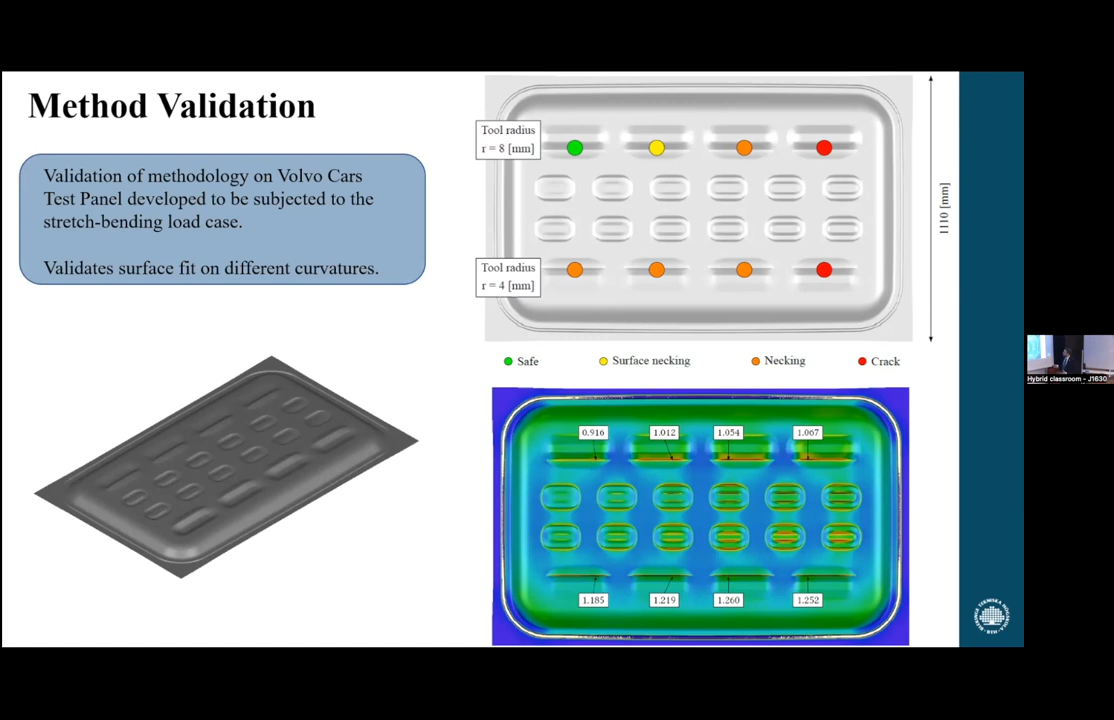 Method Validation
Validation of methodology on Volvo Cars
Test Panel developed to be subjected to the
stretch-bending load case.
Validates surface fit on different curvatures.
Tool radius
r = 8 [mm]
Tool radius
r = 4 [mm]
1110 [mm]
Safe
Surface necking
Necking
Crack
0.916
1.012
1.054
1.067
1.185
1.219
1.260
1.252
Hybrid classroom - J1630